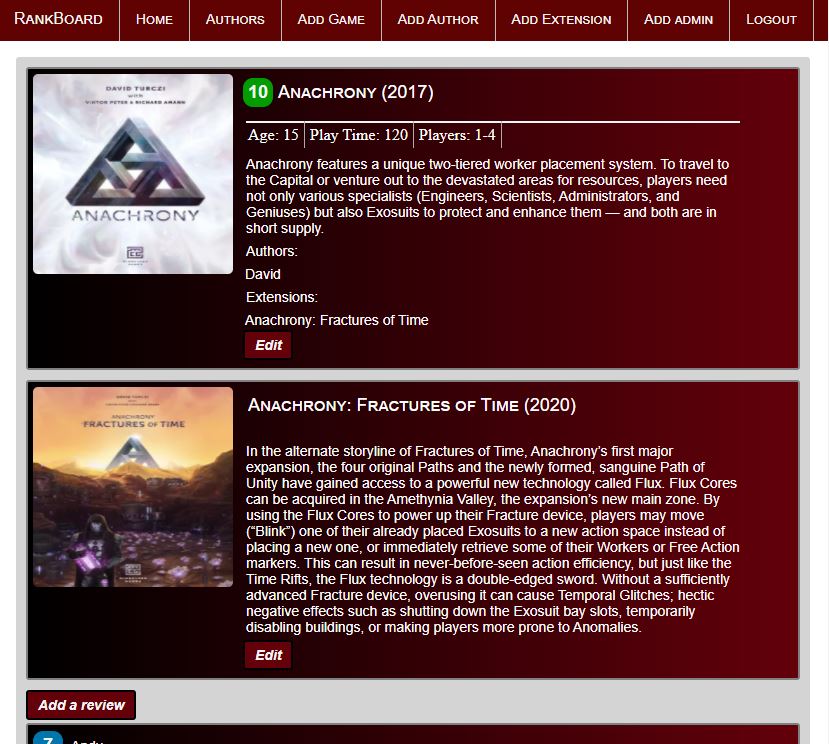 RANKBOARD HOME AUTHORS ADD GAME ADD AUTHOR ADD EXTENSION ADD ADMIN LOGOUT
DAVID TURCZI
with
VIKTOR PETER & RICHARD AMANN
ANACHRONY
10 ANACHRONY (2017)
Age: 15 Play Time: 120 Players: 1-4
Anachrony features a unique two-tiered worker placement system. To travel to
the Capital or venture out to the devastated areas for resources, players need
not only various specialists (Engineers, Scientists, Administrators, and
Geniuses) but also Exosuits to protect and enhance them — and both are in
short supply.
Authors:
David
Extensions:
Anachrony: Fractures of Time
Edit
ANACHRONY
FRACTURES OF TIME
ANACHRONY: FRACTURES OF TIME (2020)
In the alternate storyline of Fractures of Time, Anachrony’s first major
expansion, the four original Paths and the newly formed, sanguine Path of
Unity have gained access to a powerful new technology called Flux. Flux Cores
can be acquired in the Amethynia Valley, the expansion’s new main zone. By
using the Flux Cores to power up their Fracture device, players may move
(“Blink”) one of their already placed Exosuits to a new action space instead of
placing a new one, or immediately retrieve some of their Workers or Free Action
markers. This can result in never-before-seen action efficiency, but just like the
Time Rifts, the Flux technology is a double-edged sword. Without a sufficiently
advanced Fracture device, overusing it can cause Temporal Glitches; hectic
negative effects such as shutting down the Exosuit bay slots, temporarily
disabling buildings, or making players more prone to Anomalies.
Edit
Add a review
7 Andy